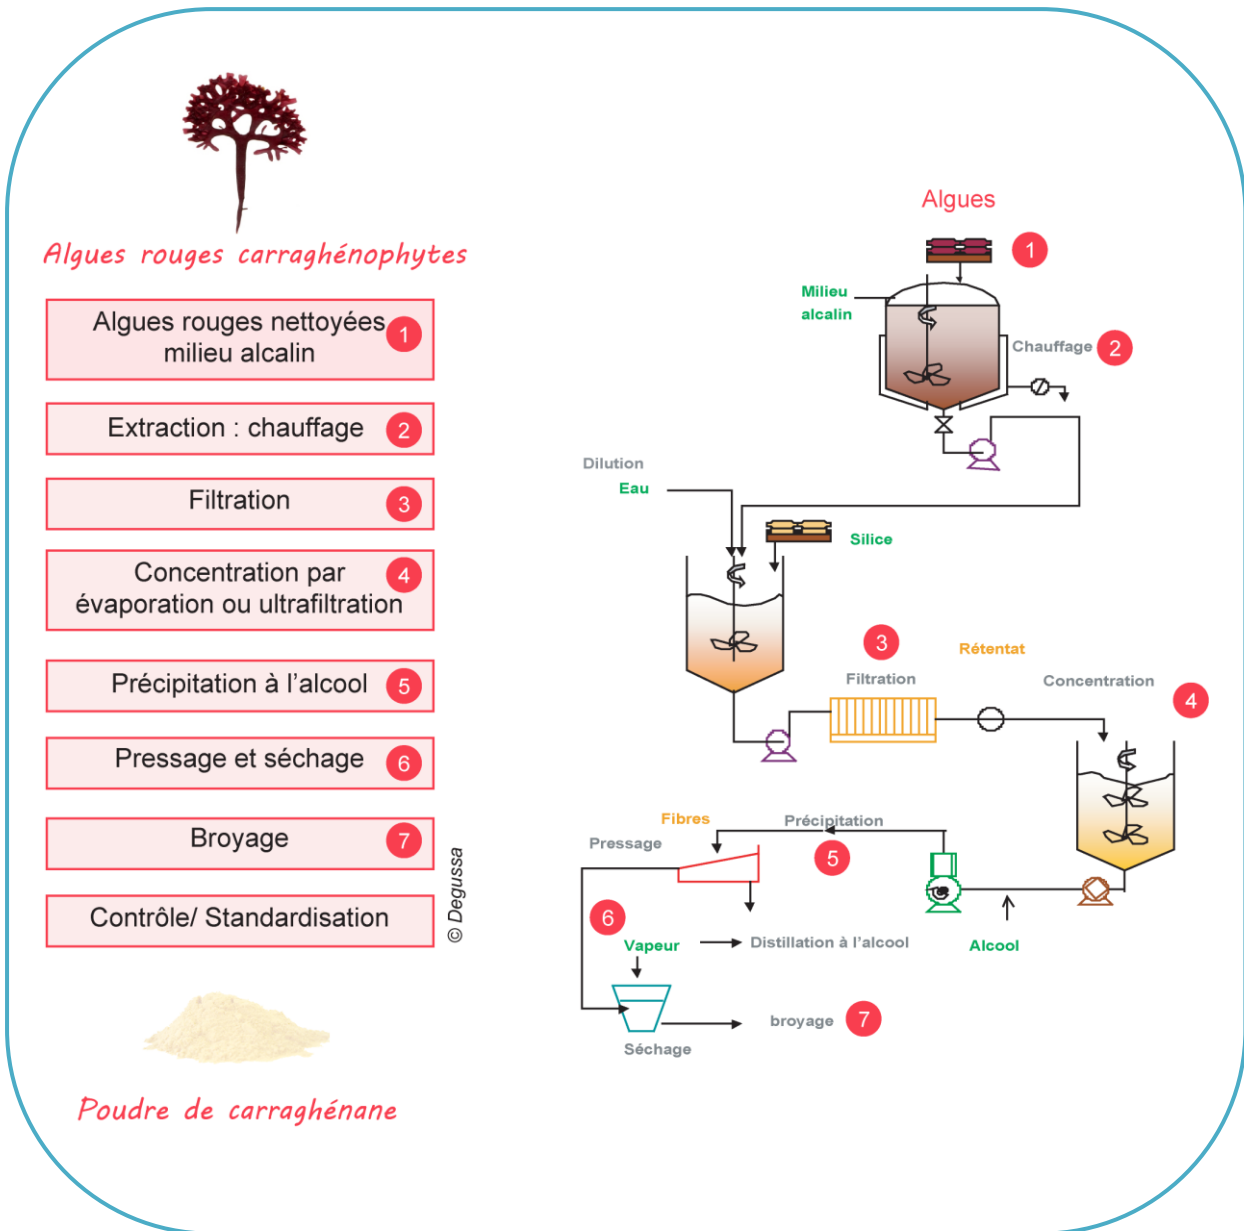 Algues rouges carraghénophytes
Algues rouges nettoyées
milieu alcalin
1
Extraction : chauffage
2
Filtration
3
Concentration par
évaporation ou ultrafiltration
4
Précipitation à l'alcool
5
Pressage et séchage
6
Broyage
7
Contrôle/ Standardisation
© Degussa
Poudre de carraghénane
Algues
1
Milieu
alcalin
Chauffage
2
Dilution
Eau
Silice
3
Filtration
Rétentat
Concentration
4
Fibres
Précipitation
5
Pressage
6
Vapeur
Distillation à l'alcool
Alcool
broyage
7
Séchage